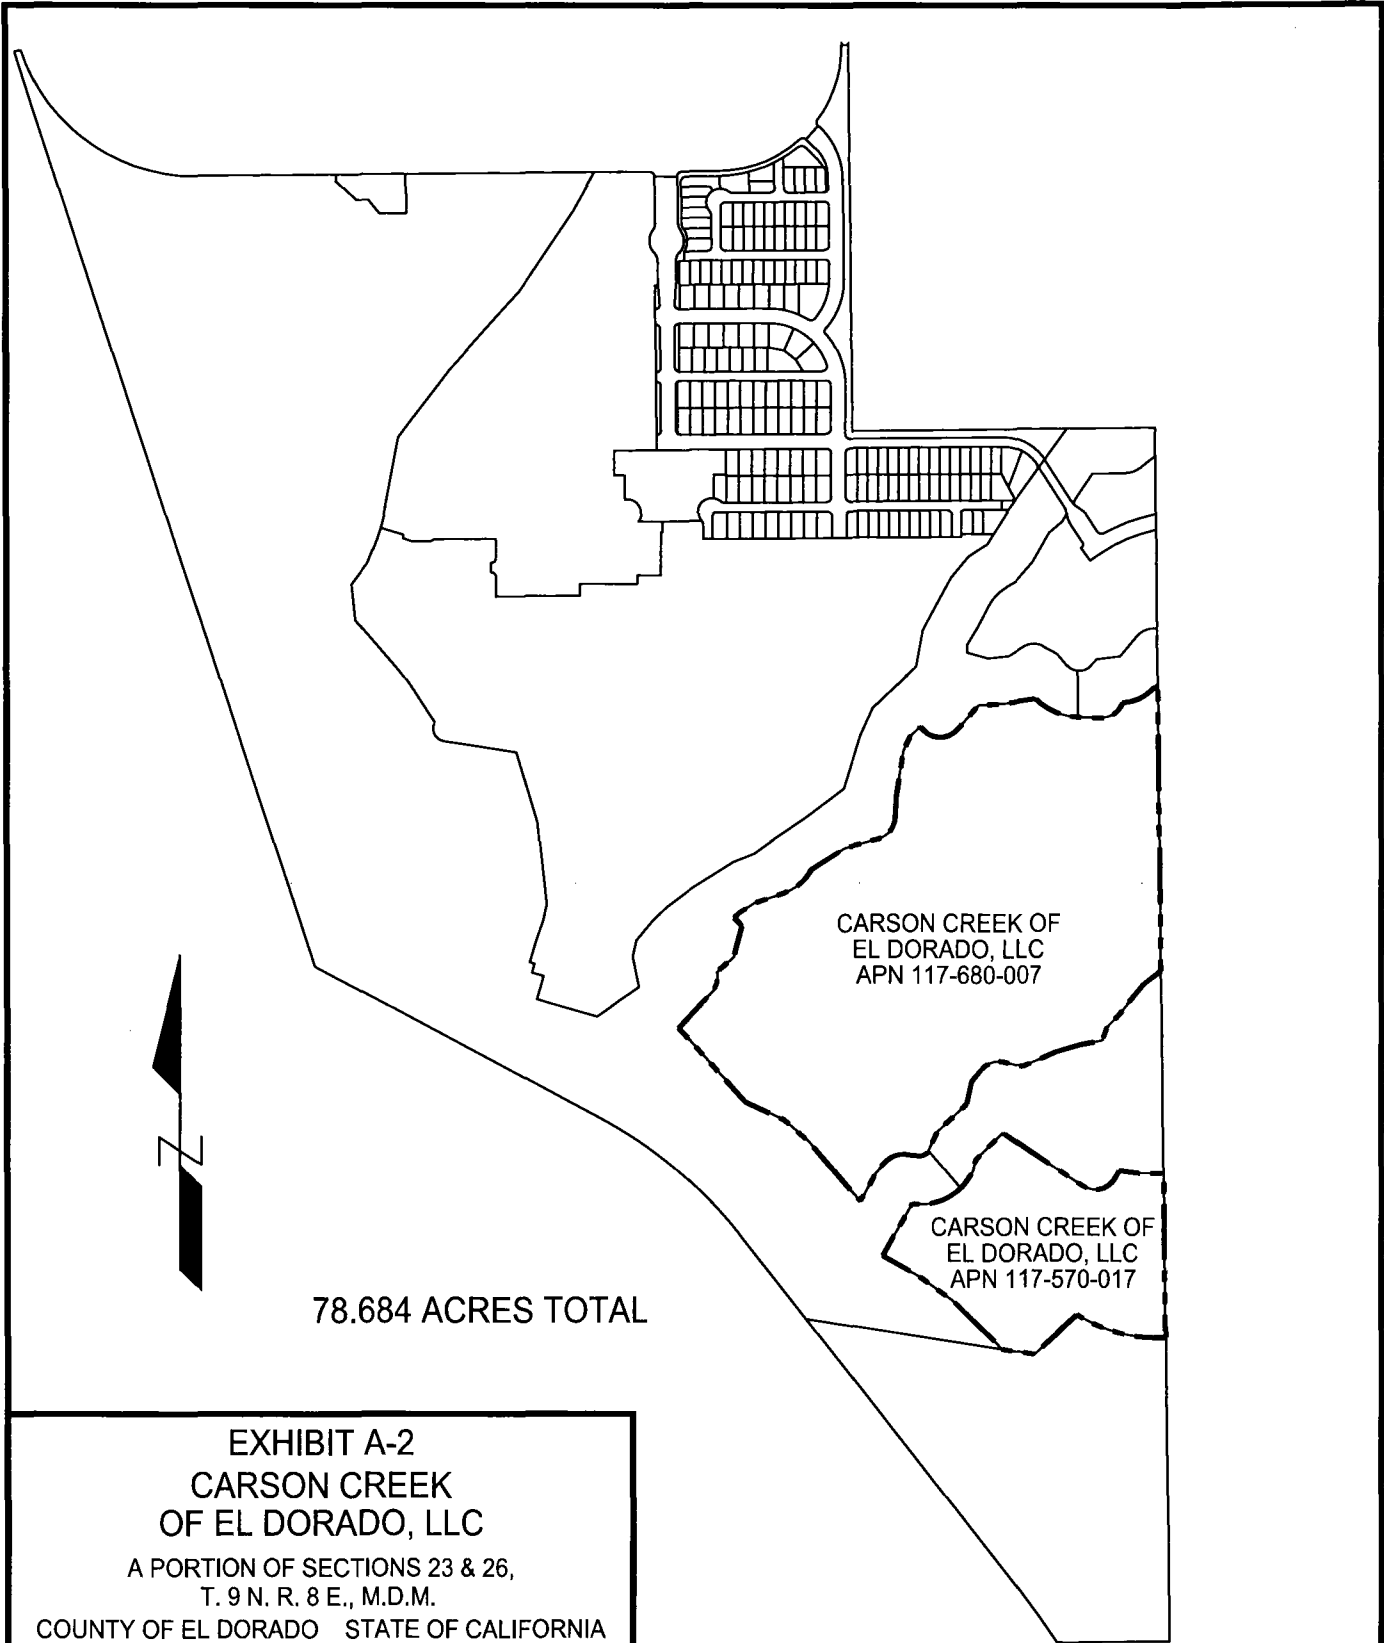 CARSON CREEK OF
EL DORADO, LLC
APN 117-680-007
CARSON CREEK OF
EL DORADO, LLC
APN 117-570-017
N
78.684 ACRES TOTAL
EXHIBIT A-2
CARSON CREEK
OF EL DORADO, LLC
A PORTION OF SECTIONS 23 & 26,
T. 9 N. R. 8 E., M.D.M.
COUNTY OF EL DORADO STATE OF CALIFORNIA